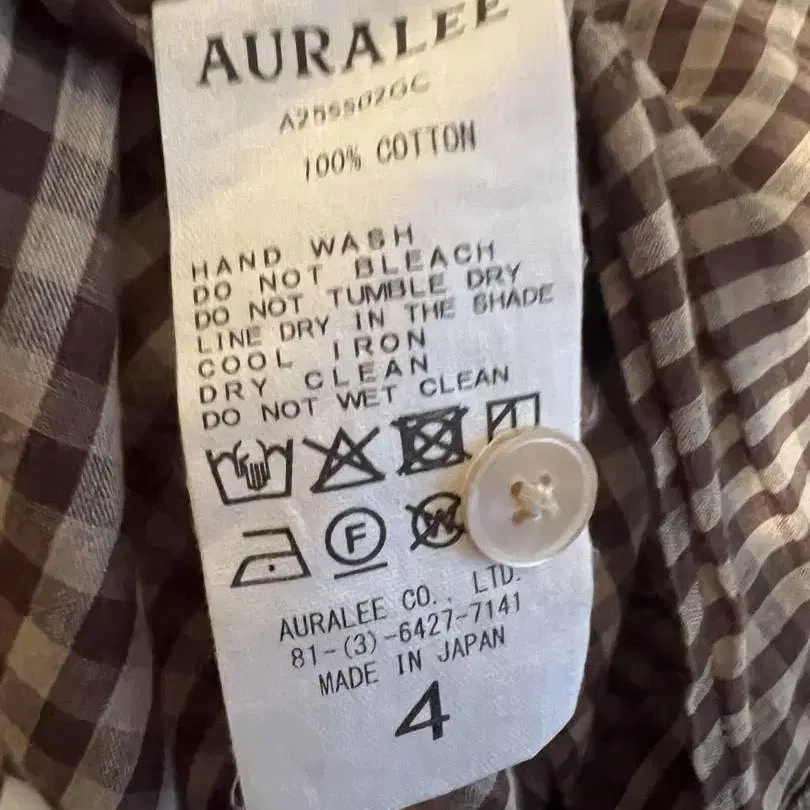 AURALEE
A25SS02GC
100% COTTON
HAND WASH
DO NOT BLEACH
DO NOT TUMBLE DRY
LINE DRY IN THE SHADE
COOL IRON
DRY CLEAN
DO NOT WET CLEAN
F
W
AURALEE CO., LTD.
81-(3)-6427-7141
MADE IN JAPAN
4